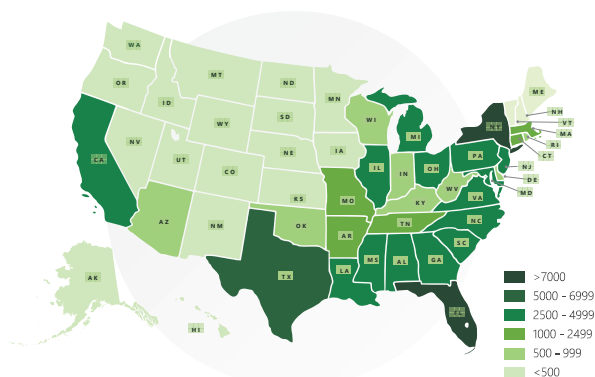 WA
OR
ID
MT
ND
MN
WI
MI
ME
NH
VT
MA
RI
CT
NY
NV
UT
WY
SD
NE
IA
IL
IN
OH
PA
NJ
DE
MD
CA
CO
KS
MO
KY
WV
VA
AZ
NM
OK
AR
TN
NC
SC
TX
LA
MS
AL
GA
FL
AK
HI
>7000
5000 - 6999
2500 - 4999
1000 - 2499
500 - 999
<500